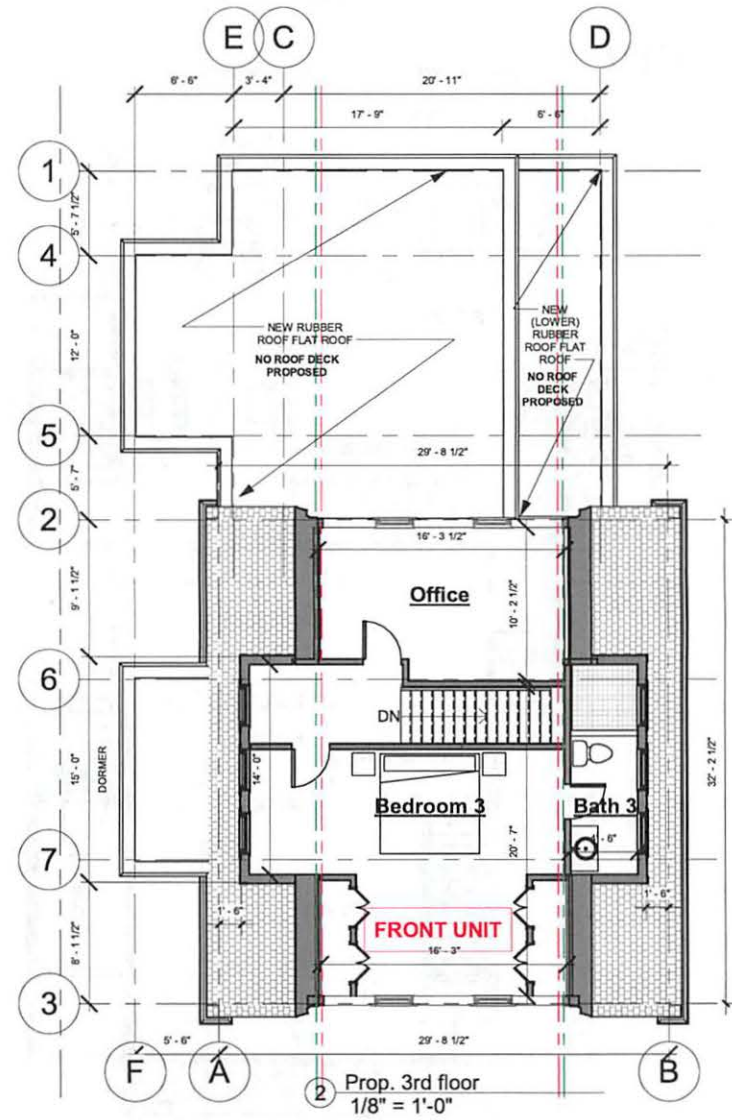 E
C
D
6' - 6"
3' - 4"
20' - 11"
17' - 9"
6' - 6"
1
5' - 7 1/2"
4
12' - 0"
NEW RUBBER
ROOF FLAT ROOF
NO ROOF DECK
PROPOSED
NEW
(LOWER)
RUBBER
ROOF FLAT
ROOF
NO ROOF
DECK
PROPOSED
5
5' - 7"
29' - 8 1/2"
2
9' - 1 1/2"
16' - 3 1/2"
Office
10' - 2 1/2"
6
DN
DORMER
15' - 0"
14' - 0"
Bedroom 3
Bath 3
32' - 2 1/2"
20' - 7"
7
1' - 6"
1' - 6"
8' - 1 1/2"
FRONT UNIT
16' - 3"
3
5' - 6"
29' - 8 1/2"
F
A
B
2
Prop. 3rd floor
1/8" = 1'-0"